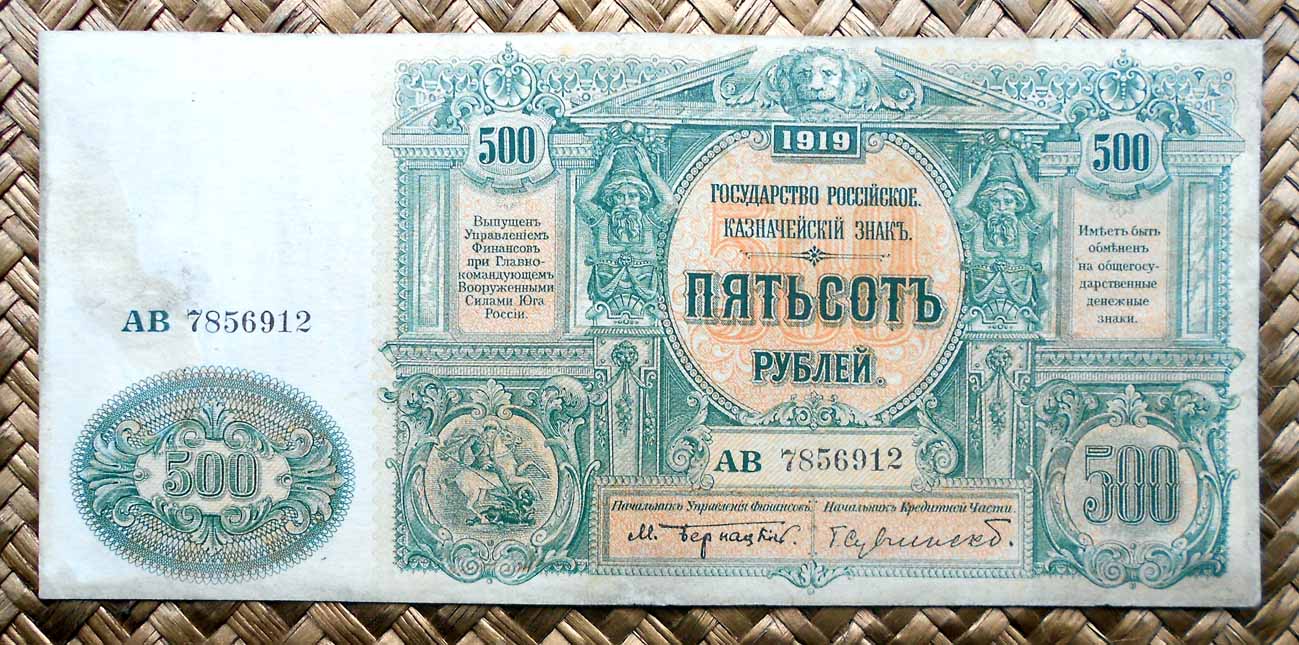 500
1919
500
ГОСУДАРСТВО РОССІЙСКОЕ.
КАЗНАЧЕЙСКІЙ ЗНАКЪ.
ПЯТЬСОТЪ
РУБЛЕЙ.
Выпущенъ
Управленіемъ
Финансовъ
при Главно-
командующемъ
Вооруженными
Силами Юга
Россіи.
Имѣетъ быть
обмѣненъ
на общегосу-
дарственные
денежные
знаки.
АВ 7856912
500
АВ 7856912
500
Начальникъ Управленія Финансовъ.
М. Бернацкій.
Начальникъ Кредитной Части.